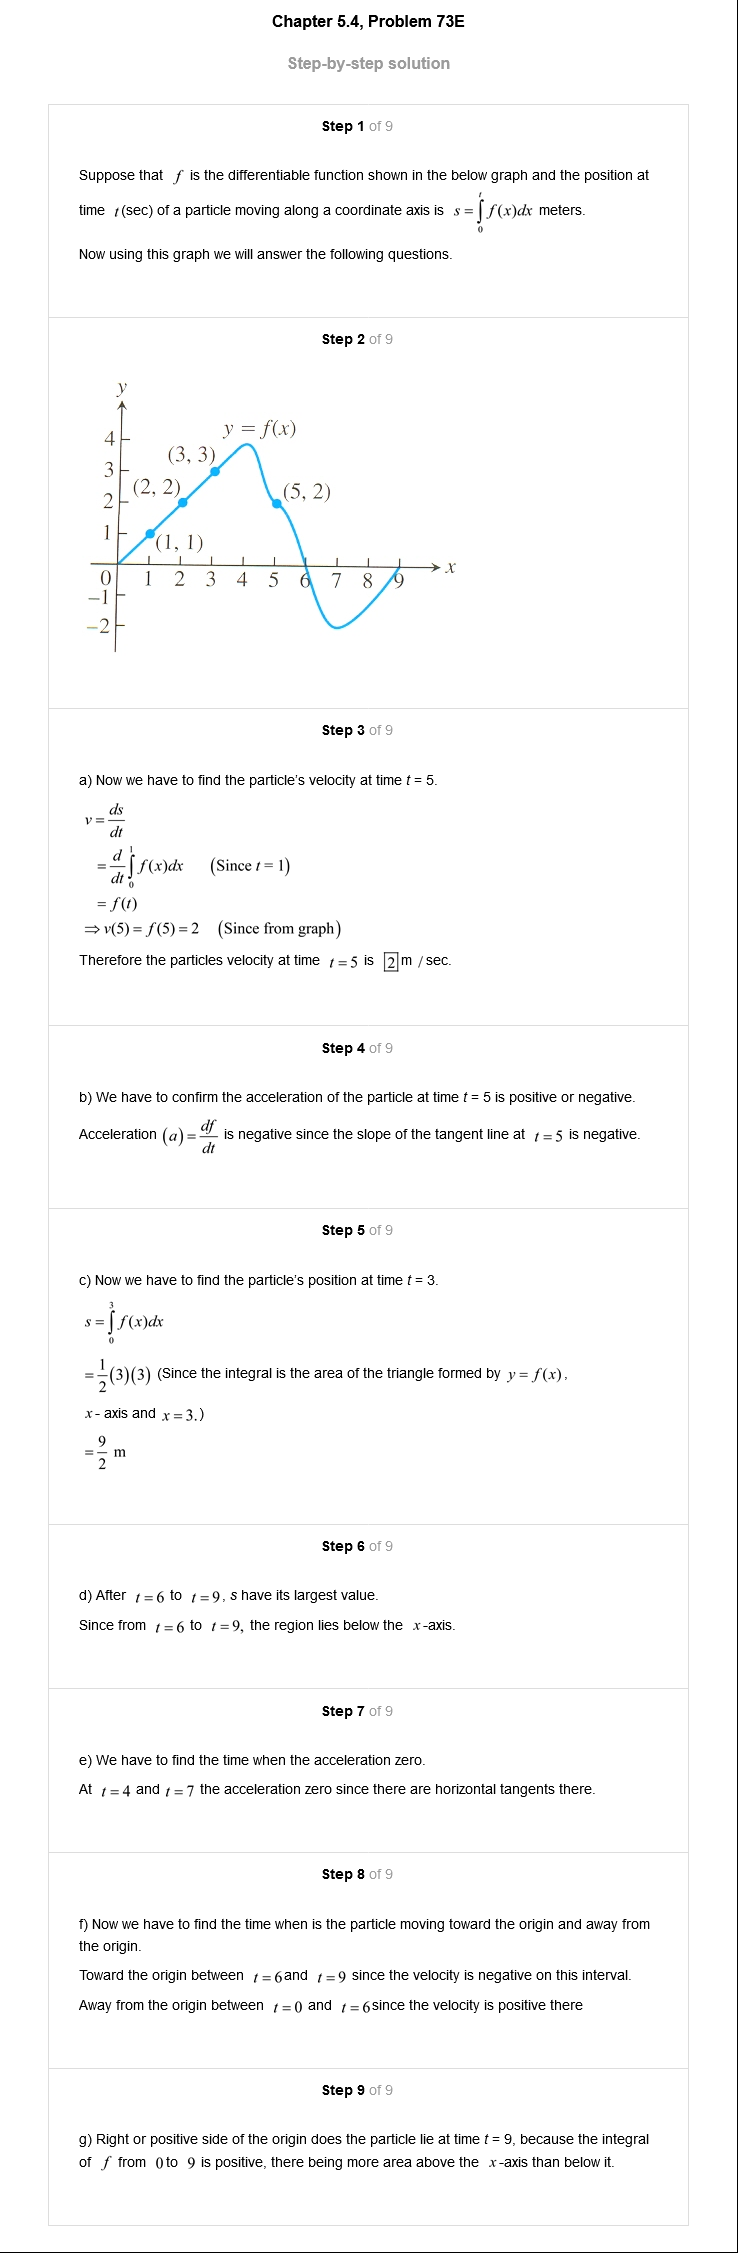 Chapter 5.4, Problem 73E
Step-by-step solution
Step 1 of 9
Suppose that f is the differentiable function shown in the below graph and the position at
time t (sec) of a particle moving along a coordinate axis is s = ∫₀ᵗ f(x)dx meters.
Now using this graph we will answer the following questions.
Step 2 of 9
y
y = f(x)
4
(3, 3)
3
(2, 2)
(5, 2)
2
1
(1, 1)
x
0 1 2 3 4 5 6 7 8 9
−1
−2
Step 3 of 9
a) Now we have to find the particle's velocity at time t = 5.
v = ds/dt
= d/dt ∫₀¹ f(x)dx (Since t = 1)
= f(t)
⇒ v(5) = f(5) = 2 (Since from graph)
Therefore the particles velocity at time t = 5 is 2 m / sec.
Step 4 of 9
b) We have to confirm the acceleration of the particle at time t = 5 is positive or negative.
Acceleration (a) = df/dt is negative since the slope of the tangent line at t = 5 is negative.
Step 5 of 9
c) Now we have to find the particle's position at time t = 3.
s = ∫₀³ f(x)dx
= 1/2 (3)(3) (Since the integral is the area of the triangle formed by y = f(x),
x - axis and x = 3.)
= 9/2 m
Step 6 of 9
d) After t = 6 to t = 9, s have its largest value.
Since from t = 6 to t = 9, the region lies below the x-axis.
Step 7 of 9
e) We have to find the time when the acceleration zero.
At t = 4 and t = 7 the acceleration zero since there are horizontal tangents there.
Step 8 of 9
f) Now we have to find the time when is the particle moving toward the origin and away from
the origin.
Toward the origin between t = 6 and t = 9 since the velocity is negative on this interval.
Away from the origin between t = 0 and t = 6 since the velocity is positive there
Step 9 of 9
g) Right or positive side of the origin does the particle lie at time t = 9, because the integral
of f from 0 to 9 is positive, there being more area above the x-axis than below it.